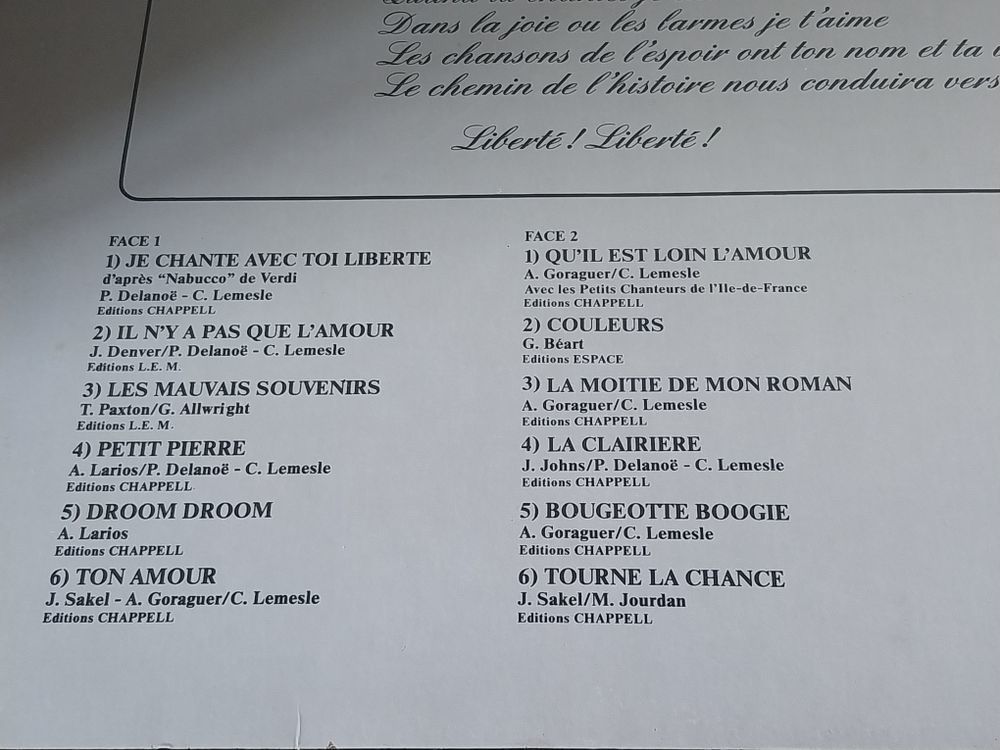 Dans la joie ou les larmes je t'aime
Les chansons de l'espoir ont ton nom et ta
Le chemin de l'histoire nous conduira vers
Liberté ! Liberté !
FACE 1
1) JE CHANTE AVEC TOI LIBERTE
d'après “Nabucco” de Verdi
P. Delanoë - C. Lemesle
Editions CHAPPELL
2) IL N'Y A PAS QUE L'AMOUR
J. Denver/P. Delanoë - C. Lemesle
Editions L.E. M.
3) LES MAUVAIS SOUVENIRS
T. Paxton/G. Allwright
Editions L.E. M.
4) PETIT PIERRE
A. Larios/P. Delanoë - C. Lemesle
Editions CHAPPELL
5) DROOM DROOM
A. Larios
Editions CHAPPELL
6) TON AMOUR
J. Sakel - A. Goraguer/C. Lemesle
Editions CHAPPELL
FACE 2
1) QU'IL EST LOIN L'AMOUR
A. Goraguer/C. Lemesle
Avec les Petits Chanteurs de l'Ile-de-France
Editions CHAPPELL
2) COULEURS
G. Béart
Editions ESPACE
3) LA MOITIE DE MON ROMAN
A. Goraguer/C. Lemesle
Editions CHAPPELL
4) LA CLAIRIERE
J. Johns/P. Delanoë - C. Lemesle
Editions CHAPPELL
5) BOUGEOTTE BOOGIE
A. Goraguer/C. Lemesle
Editions CHAPPELL
6) TOURNE LA CHANCE
J. Sakel/M. Jourdan
Editions CHAPPELL